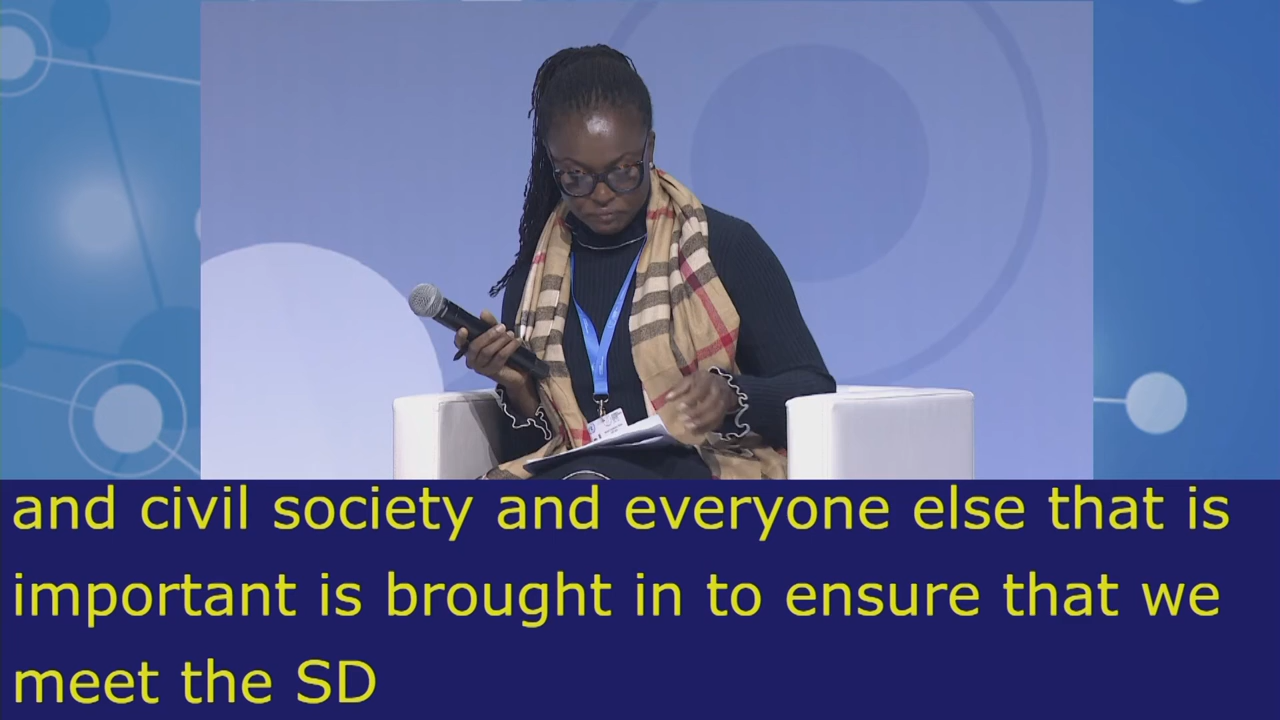 and civil society and everyone else that is
important is brought in to ensure that we
meet the SD